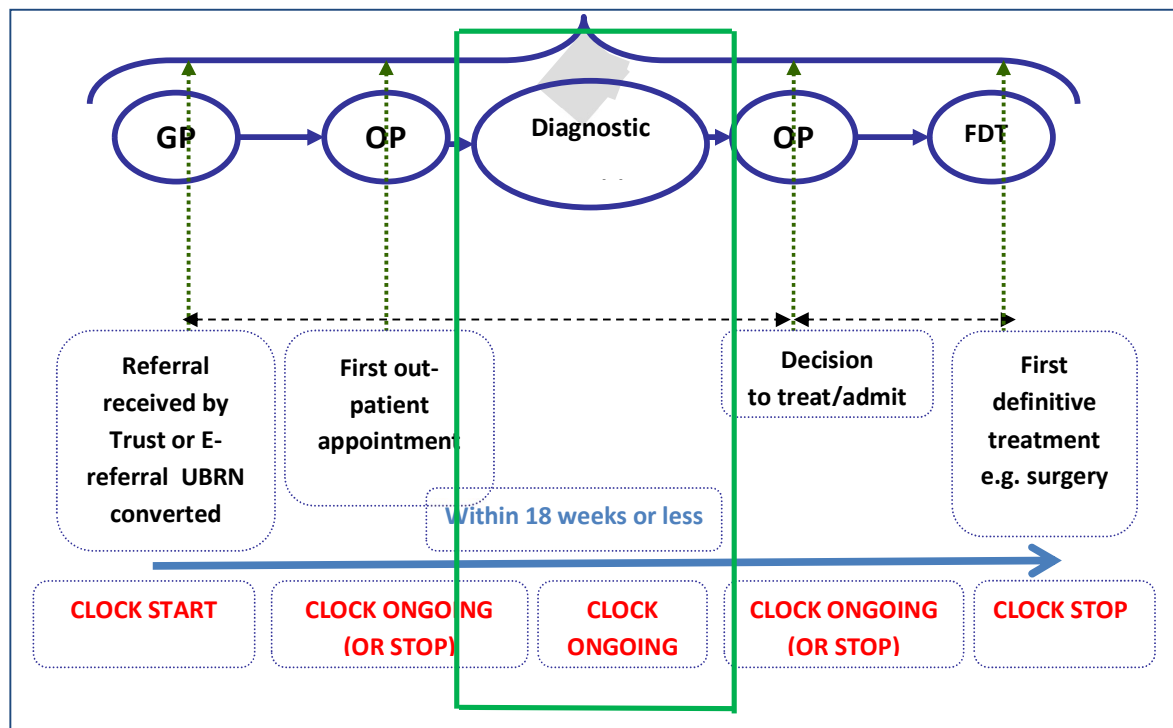 GP
OP
Diagnostic
OP
FDT
Referral
received by
Trust or E-
referral UBRN
converted
First out-
patient
appointment
Decision
to treat/admit
First
definitive
treatment
e.g. surgery
Within 18 weeks or less
CLOCK START
CLOCK ONGOING
(OR STOP)
CLOCK
ONGOING
CLOCK ONGOING
(OR STOP)
CLOCK STOP